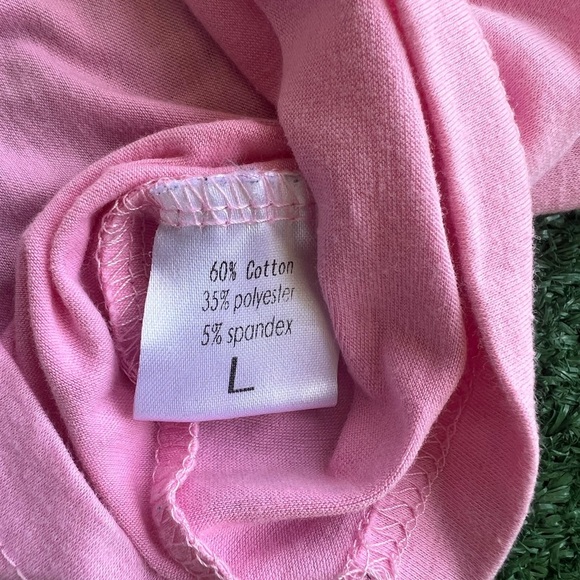 60% Cotton
35% polyester
5% spandex
L